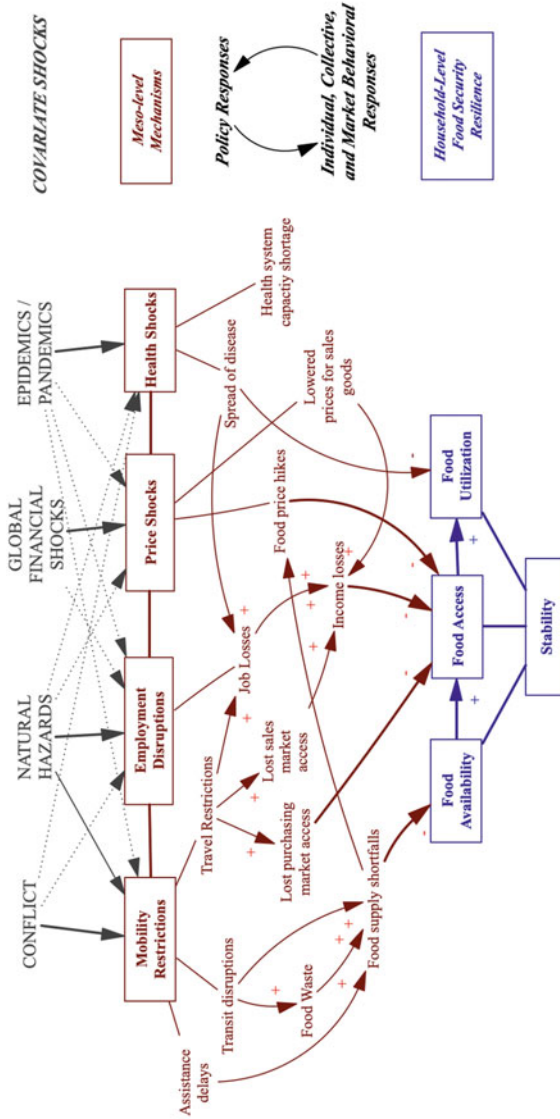 CONFLICT
NATURAL
HAZARDS
GLOBAL
FINANCIAL
SHOCKS
EPIDEMICS /
PANDEMICS
COVARIATE SHOCKS
Mobility
Restrictions
Employment
Disruptions
Price Shocks
Health Shocks
Meso-level
Mechanisms
Assistance
delays
Transit disruptions
Travel Restrictions
Job Losses
Spread of disease
Health system
capactiy shortage
Policy Responses
Food Waste
+
Lost purchasing
market access
+
Lost sales
market
access
+
+
+
Food supply shortfalls
+
+
+
Income losses
+
+
+
+
Food price hikes
Lowered
prices for sales
goods
Individual, Collective,
and Market Behavioral
Responses
-
-
-
-
-
Food
Availability
+
Food Access
+
Food
Utilization
Stability
Household-Level
Food Security
Resilience